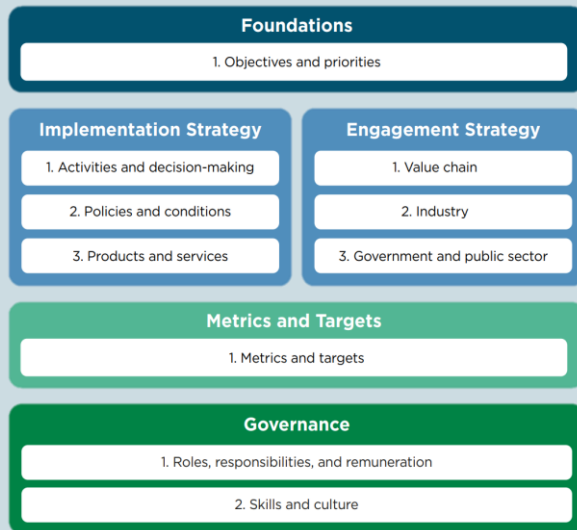 Foundations
1. Objectives and priorities
Implementation Strategy
1. Activities and decision-making
2. Policies and conditions
3. Products and services
Engagement Strategy
1. Value chain
2. Industry
3. Government and public sector
Metrics and Targets
1. Metrics and targets
Governance
1. Roles, responsibilities, and remuneration
2. Skills and culture